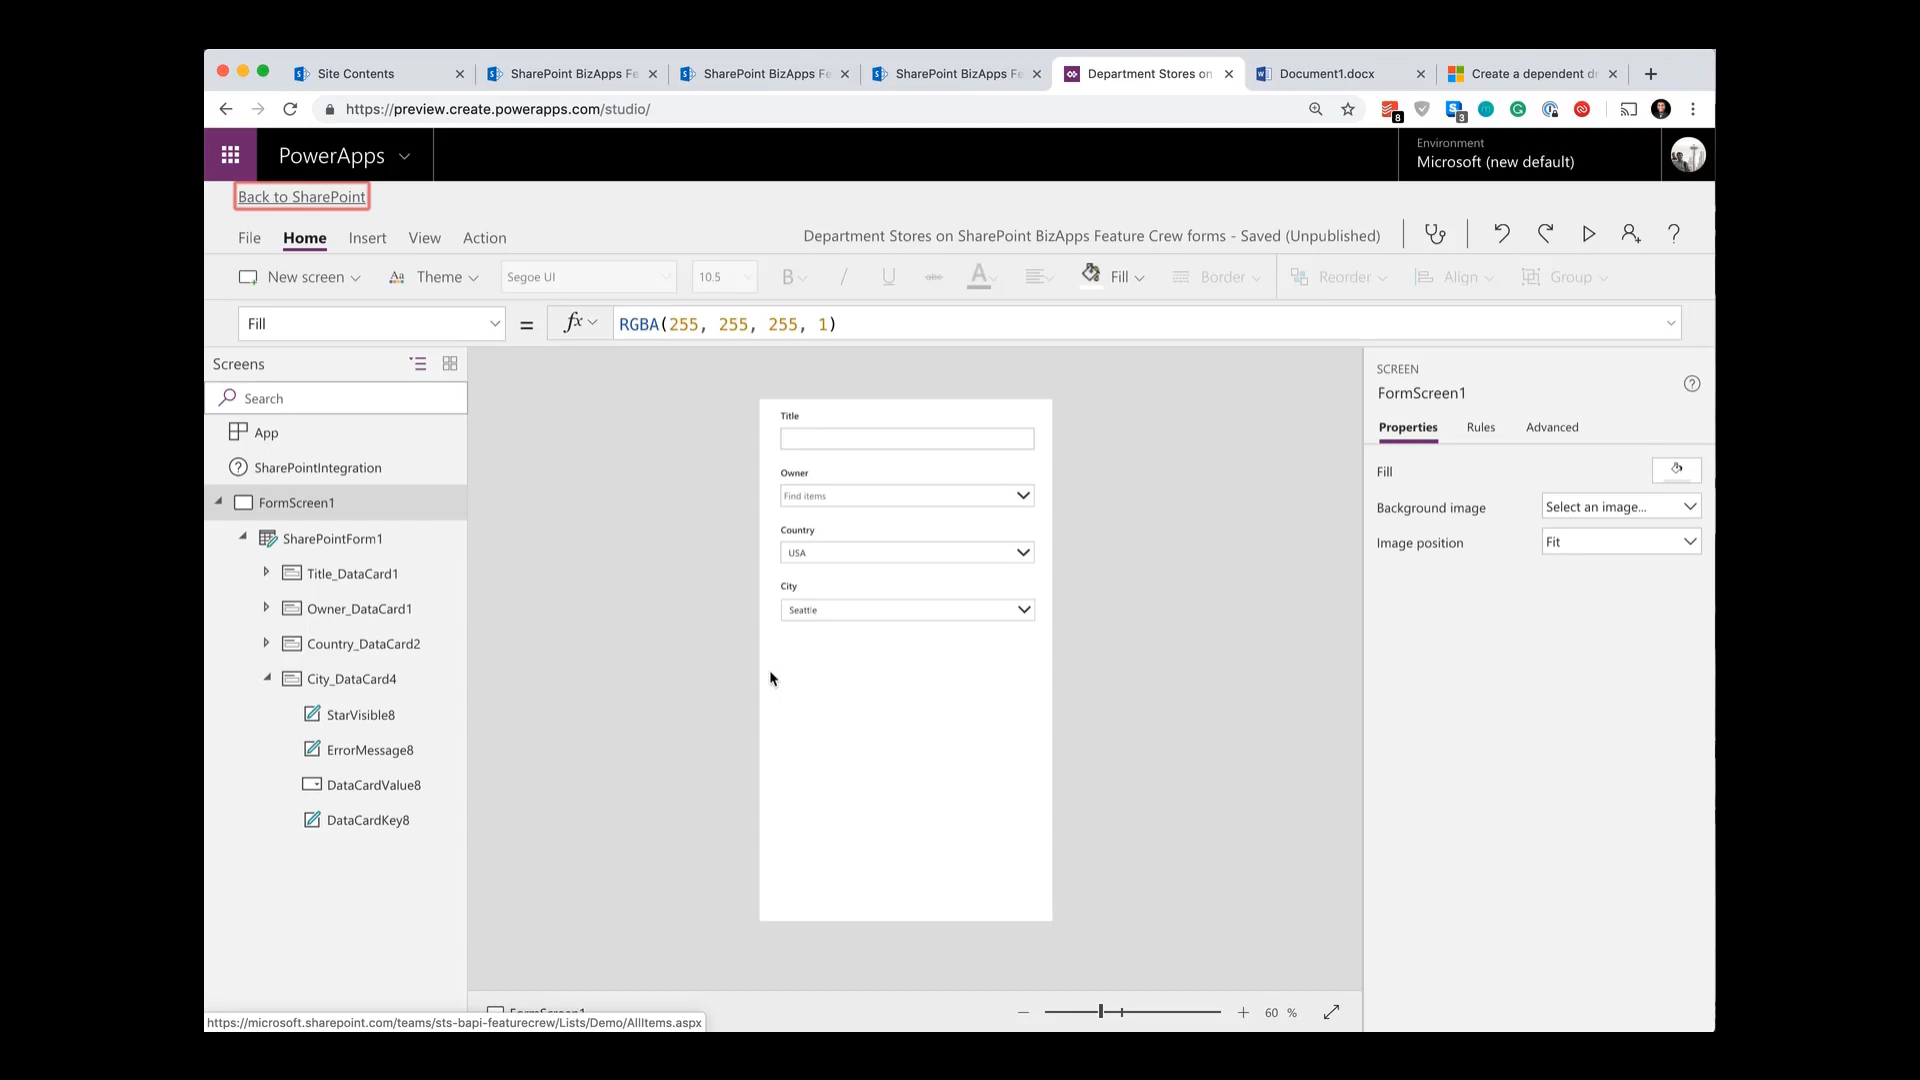 Site Contents
SharePoint BizApps Fe
SharePoint BizApps Fe
SharePoint BizApps Fe
Department Stores on
Document1.docx
Create a dependent dr
https://preview.create.powerapps.com/studio/
8
3
PowerApps
Environment
Microsoft (new default)
Back to SharePoint
File
Home
Insert
View
Action
Department Stores on SharePoint BizApps Feature Crew forms - Saved (Unpublished)
New screen
Theme
Segoe UI
10.5
B
/
U
abc
A
Fill
Border
Reorder
Align
Group
Fill
=
fx
RGBA(255, 255, 255, 1)
Screens
Search
App
SharePointIntegration
FormScreen1
SharePointForm1
Title_DataCard1
Owner_DataCard1
Country_DataCard2
City_DataCard4
StarVisible8
ErrorMessage8
DataCardValue8
DataCardKey8
Title
Owner
Find items
Country
USA
City
Seattle
SCREEN
FormScreen1
Properties
Rules
Advanced
Fill
Background image
Select an image...
Image position
Fit
FormScreen1
60 %
https://microsoft.sharepoint.com/teams/sts-bapi-featurecrew/Lists/Demo/AllItems.aspx